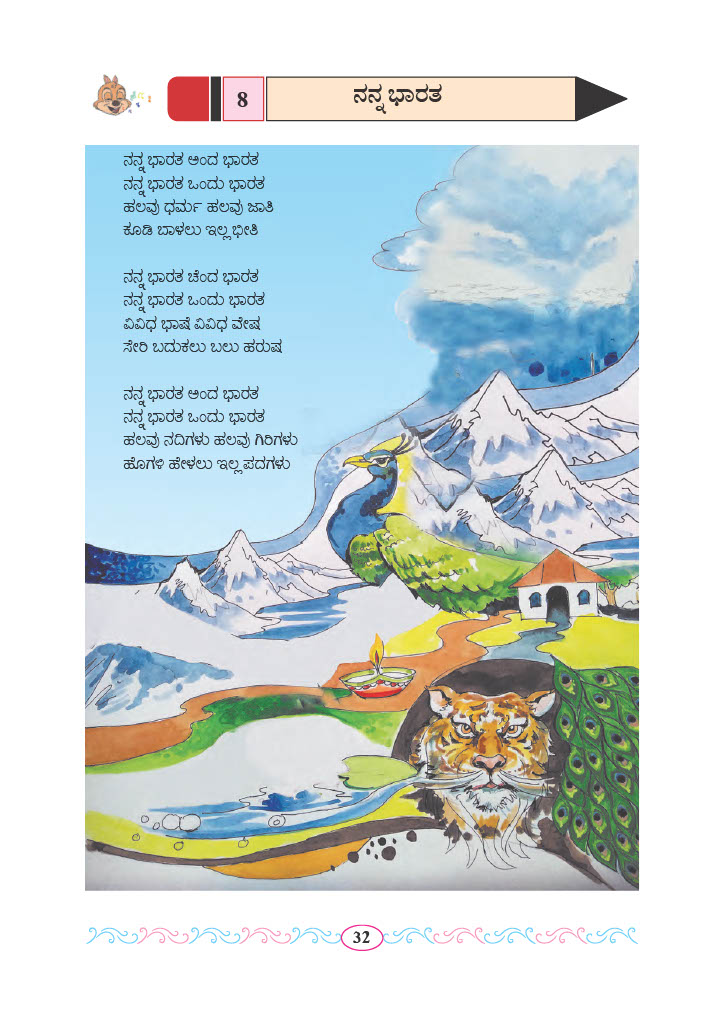 8
ನನ್ನ ಭಾರತ
ನನ್ನ ಭಾರತ ಅಂದ ಭಾರತ
ನನ್ನ ಭಾರತ ಒಂದು ಭಾರತ
ಹಲವು ಧರ್ಮ ಹಲವು ಜಾತಿ
ಕೂಡಿ ಬಾಳಲು ಇಲ್ಲ ಭೀತಿ
ನನ್ನ ಭಾರತ ಚೆಂದ ಭಾರತ
ನನ್ನ ಭಾರತ ಒಂದು ಭಾರತ
ವಿವಿಧ ಭಾಷೆ ವಿವಿಧ ವೇಷ
ಸೇರಿ ಬದುಕಲು ಬಲು ಹರುಷ
ನನ್ನ ಭಾರತ ಅಂದ ಭಾರತ
ನನ್ನ ಭಾರತ ಒಂದು ಭಾರತ
ಹಲವು ನದಿಗಳು ಹಲವು ಗಿರಿಗಳು
ಹೊಗಳಿ ಹೇಳಲು ಇಲ್ಲ ಪದಗಳು
32